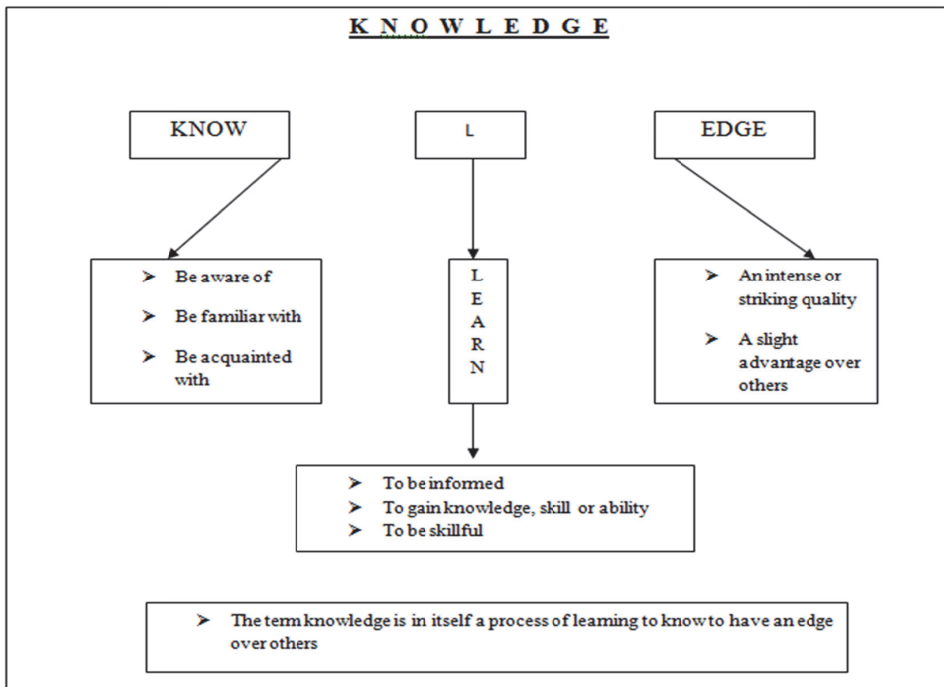 K N O W L E D G E
KNOW
L
EDGE
➢ Be aware of
➢ Be familiar with
➢ Be acquainted
with
L
E
A
R
N
➢ An intense or
striking quality
➢ A slight
advantage over
others
➢ To be informed
➢ To gain knowledge, skill or ability
➢ To be skillful
➢ The term knowledge is in itself a process of learning to know to have an edge
over others